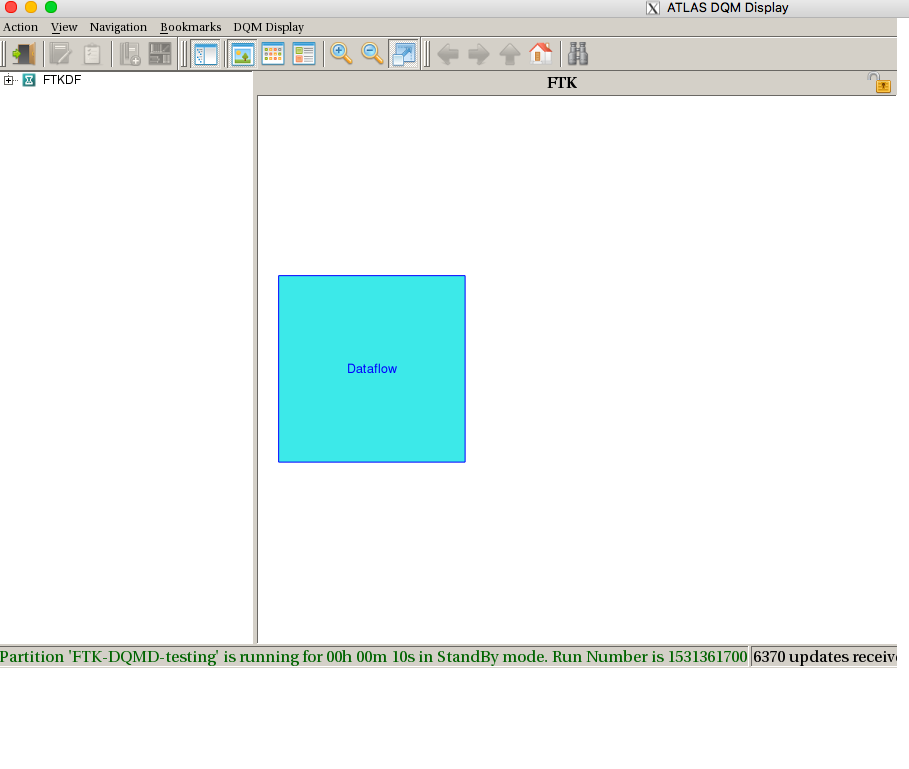 ATLAS DQM Display
Action View Navigation Bookmarks DQM Display
FTKDF
FTK
Dataflow
Partition 'FTK-DQMD-testing' is running for 00h 00m 10s in StandBy mode. Run Number is 1531361700
6370 updates receiv